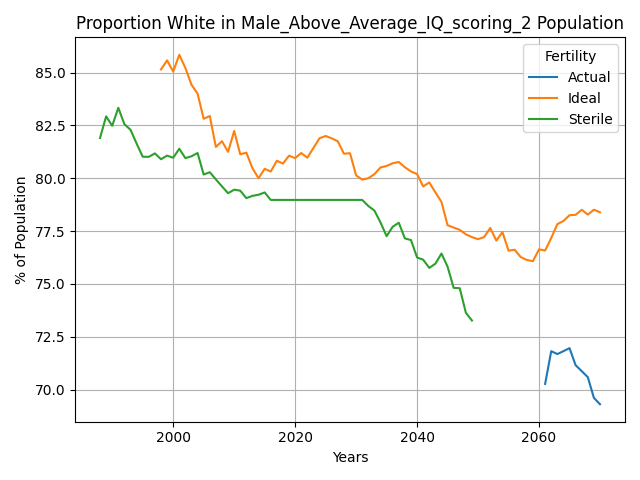 Proportion White in Male_Above_Average_IQ_scoring_2 Population
Fertility
Actual
Ideal
Sterile
85.0
82.5
80.0
77.5
75.0
72.5
70.0
% of Population
2000
2020
2040
2060
Years